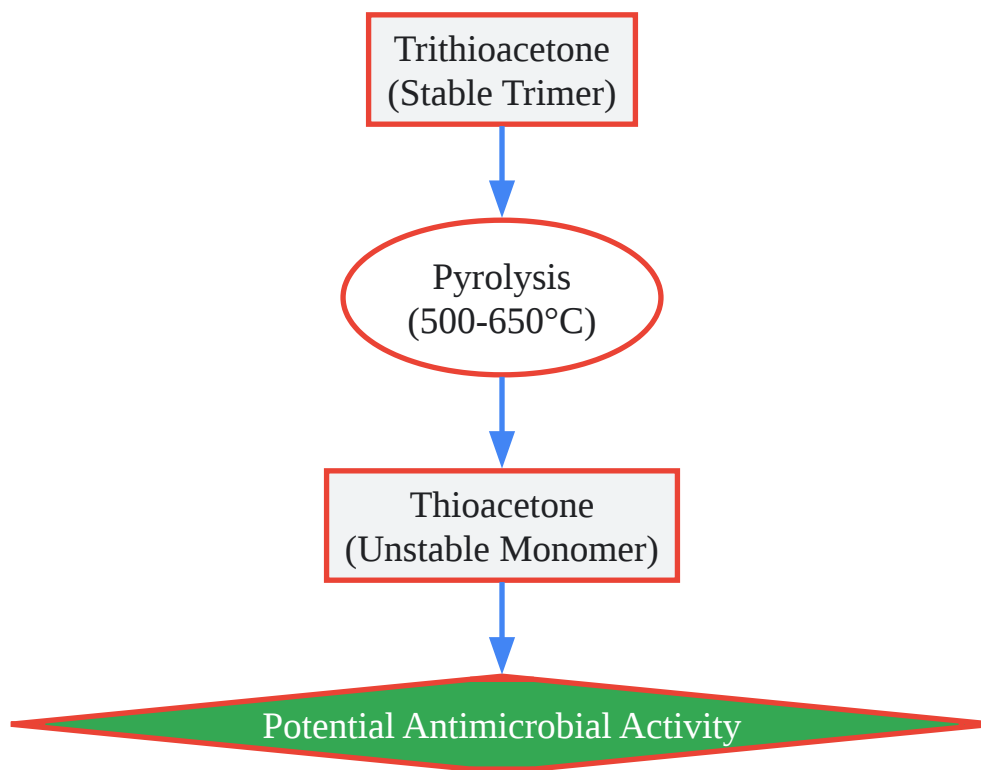 Trithioacetone
(Stable Trimer)
Pyrolysis
(500-650°C)
Thioacetone
(Unstable Monomer)
Potential Antimicrobial Activity